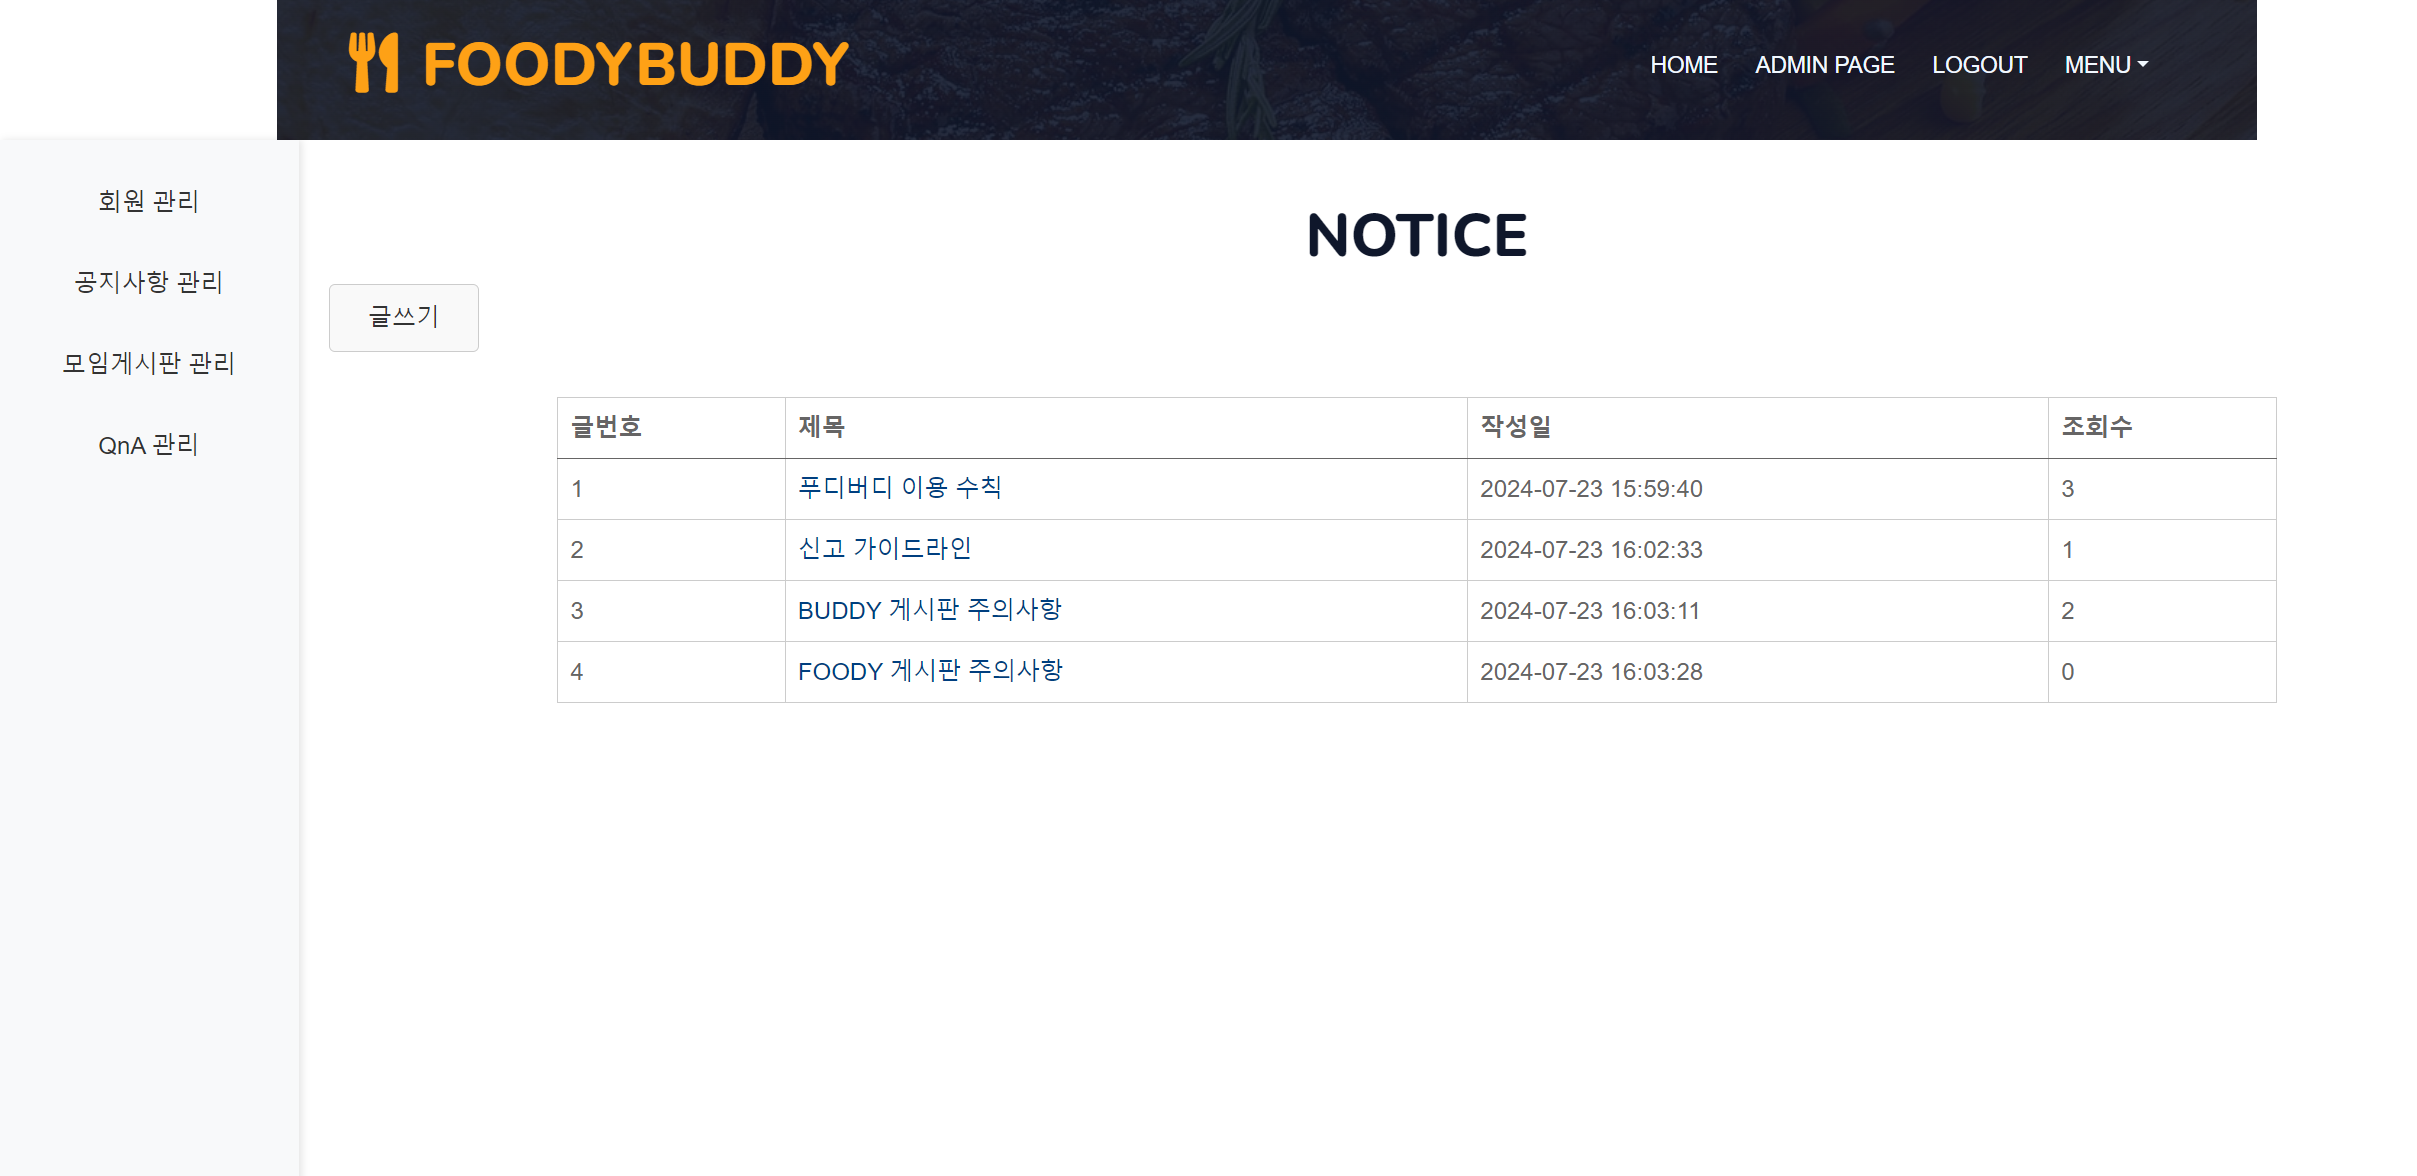 FOODYBUDDY
HOME ADMIN PAGE LOGOUT MENU
회원 관리
공지사항 관리
모임게시판 관리
QnA 관리
NOTICE
글쓰기
글번호 제목 작성일 조회수
1 푸디버디 이용 수칙 2024-07-23 15:59:40 3
2 신고 가이드라인 2024-07-23 16:02:33 1
3 BUDDY 게시판 주의사항 2024-07-23 16:03:11 2
4 FOODY 게시판 주의사항 2024-07-23 16:03:28 0